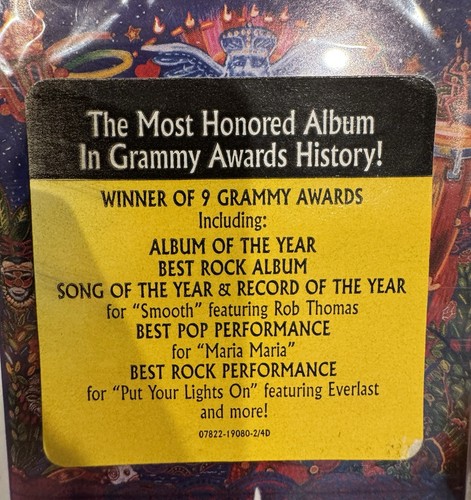 The Most Honored Album
In Grammy Awards History!
WINNER OF 9 GRAMMY AWARDS
Including:
ALBUM OF THE YEAR
BEST ROCK ALBUM
SONG OF THE YEAR & RECORD OF THE YEAR
for “Smooth” featuring Rob Thomas
BEST POP PERFORMANCE
for “Maria Maria”
BEST ROCK PERFORMANCE
for “Put Your Lights On” featuring Everlast
and more!
07822-19080-2/4D